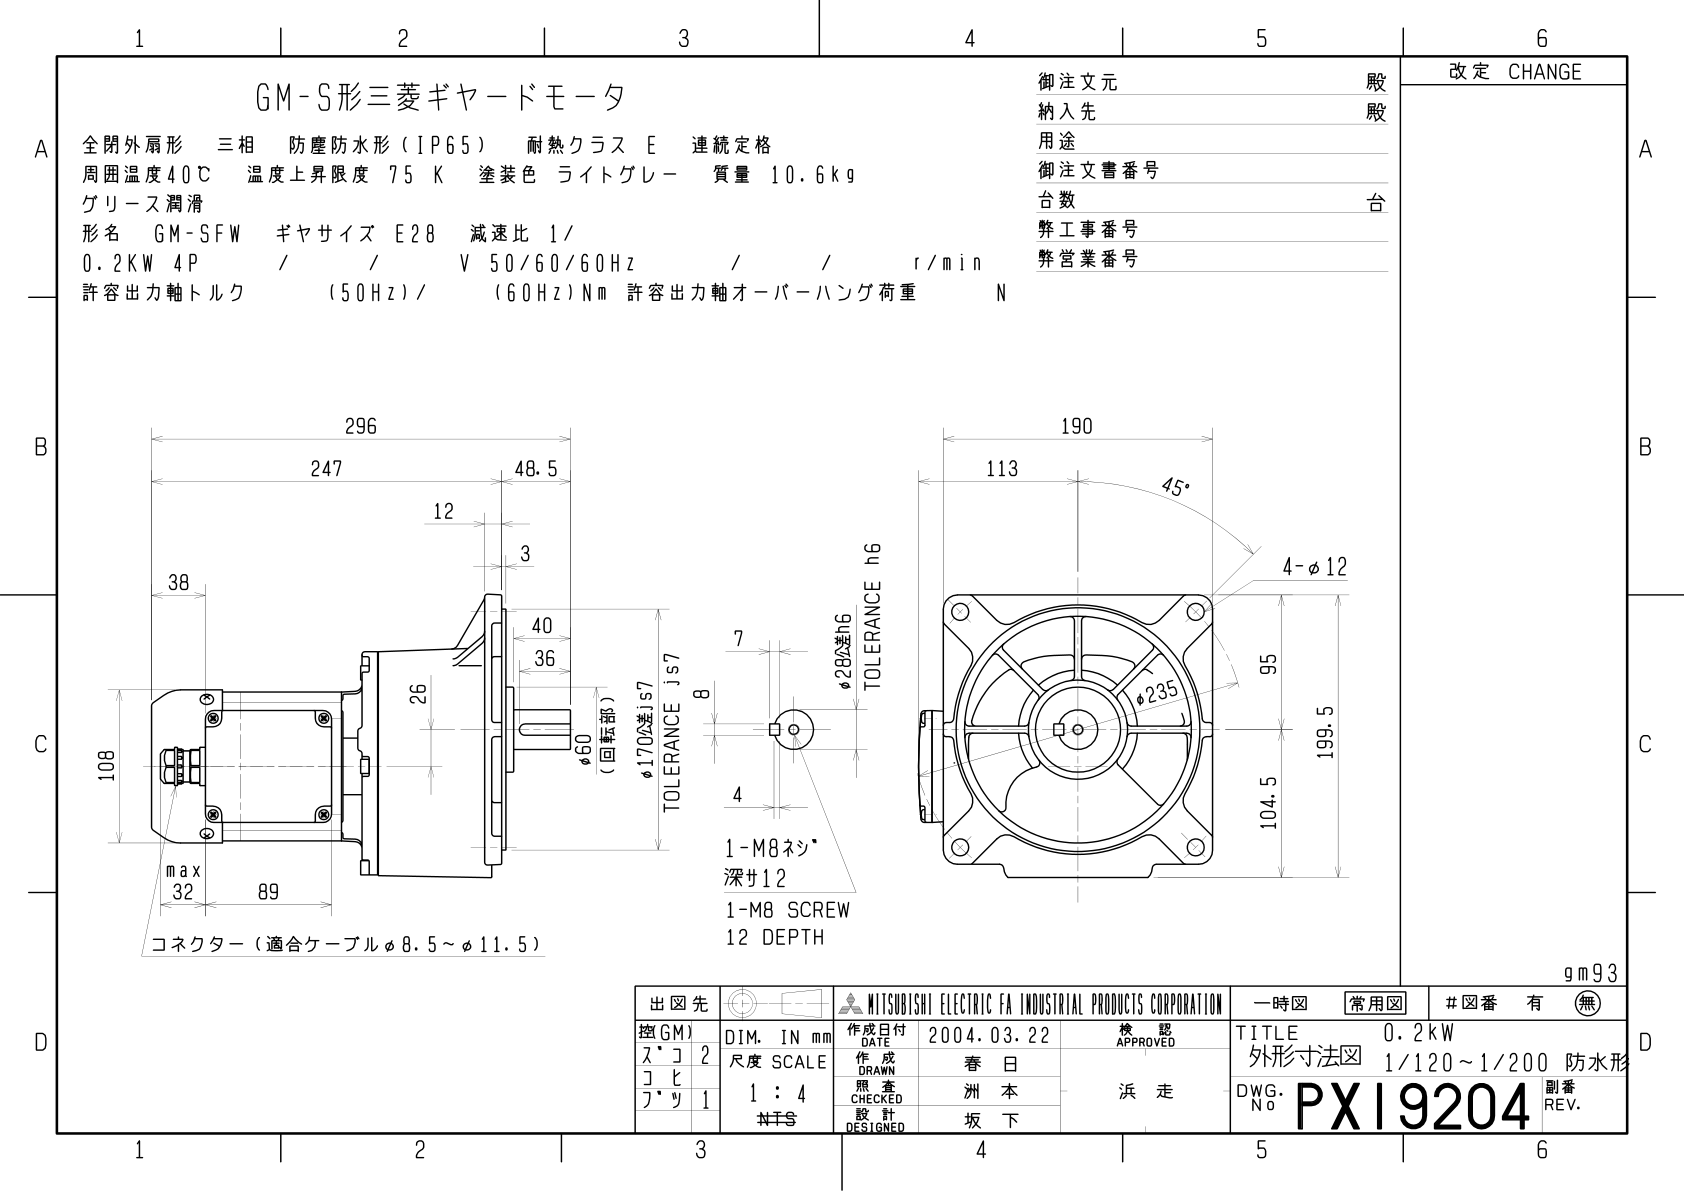 1 2 3 4 5 6
改定 CHANGE
GM-S形三菱ギヤードモータ
全閉外扇形 三相 防塵防水形(IP65) 耐熱クラス E 連続定格
周囲温度40℃ 温度上昇限度 75 K 塗装色 ライトグレー 質量 10.6kg
グリース潤滑
形名 GM-SFW ギヤサイズ E28 減速比 1/
0.2KW 4P / / V 50/60/60Hz / / r/min
許容出力軸トルク (50Hz)/ (60Hz)Nm 許容出力軸オーバーハング荷重 N
御注文元 殿
納入先 殿
用途
御注文書番号
台数 台
弊工事番号
弊営業番号
A A
B B
C C
D D
296
247 48.5
12
3
38
40
36
26
108
max
32 89
コネクター(適合ケーブルφ8.5~φ11.5)
φ60
(回転部)
φ170公差js7
TOLERANCE js7
7
8
4
φ28公差h6
TOLERANCE h6
1-M8ネジ
深サ12
1-M8 SCREW
12 DEPTH
190
113
45°
4-φ12
φ235
95
104.5
199.5
gm93
出図先
控(GM)
ズコ 2
コヒ
ブツ 1
DIM. IN mm
尺度 SCALE
1 : 4
NTS
MITSUBISHI ELECTRIC FA INDUSTRIAL PRODUCTS CORPORATION
作成日付 DATE 2004.03.22
作成 DRAWN 春日
照査 CHECKED 洲本
設計 DESIGNED 坂下
検認 APPROVED
浜走
一時図 常用図 #図番 有 無
TITLE 0.2kW
外形寸法図 1/120~1/200 防水形
DWG. No PX19204
副番 REV.
1 2 3 4 5 6